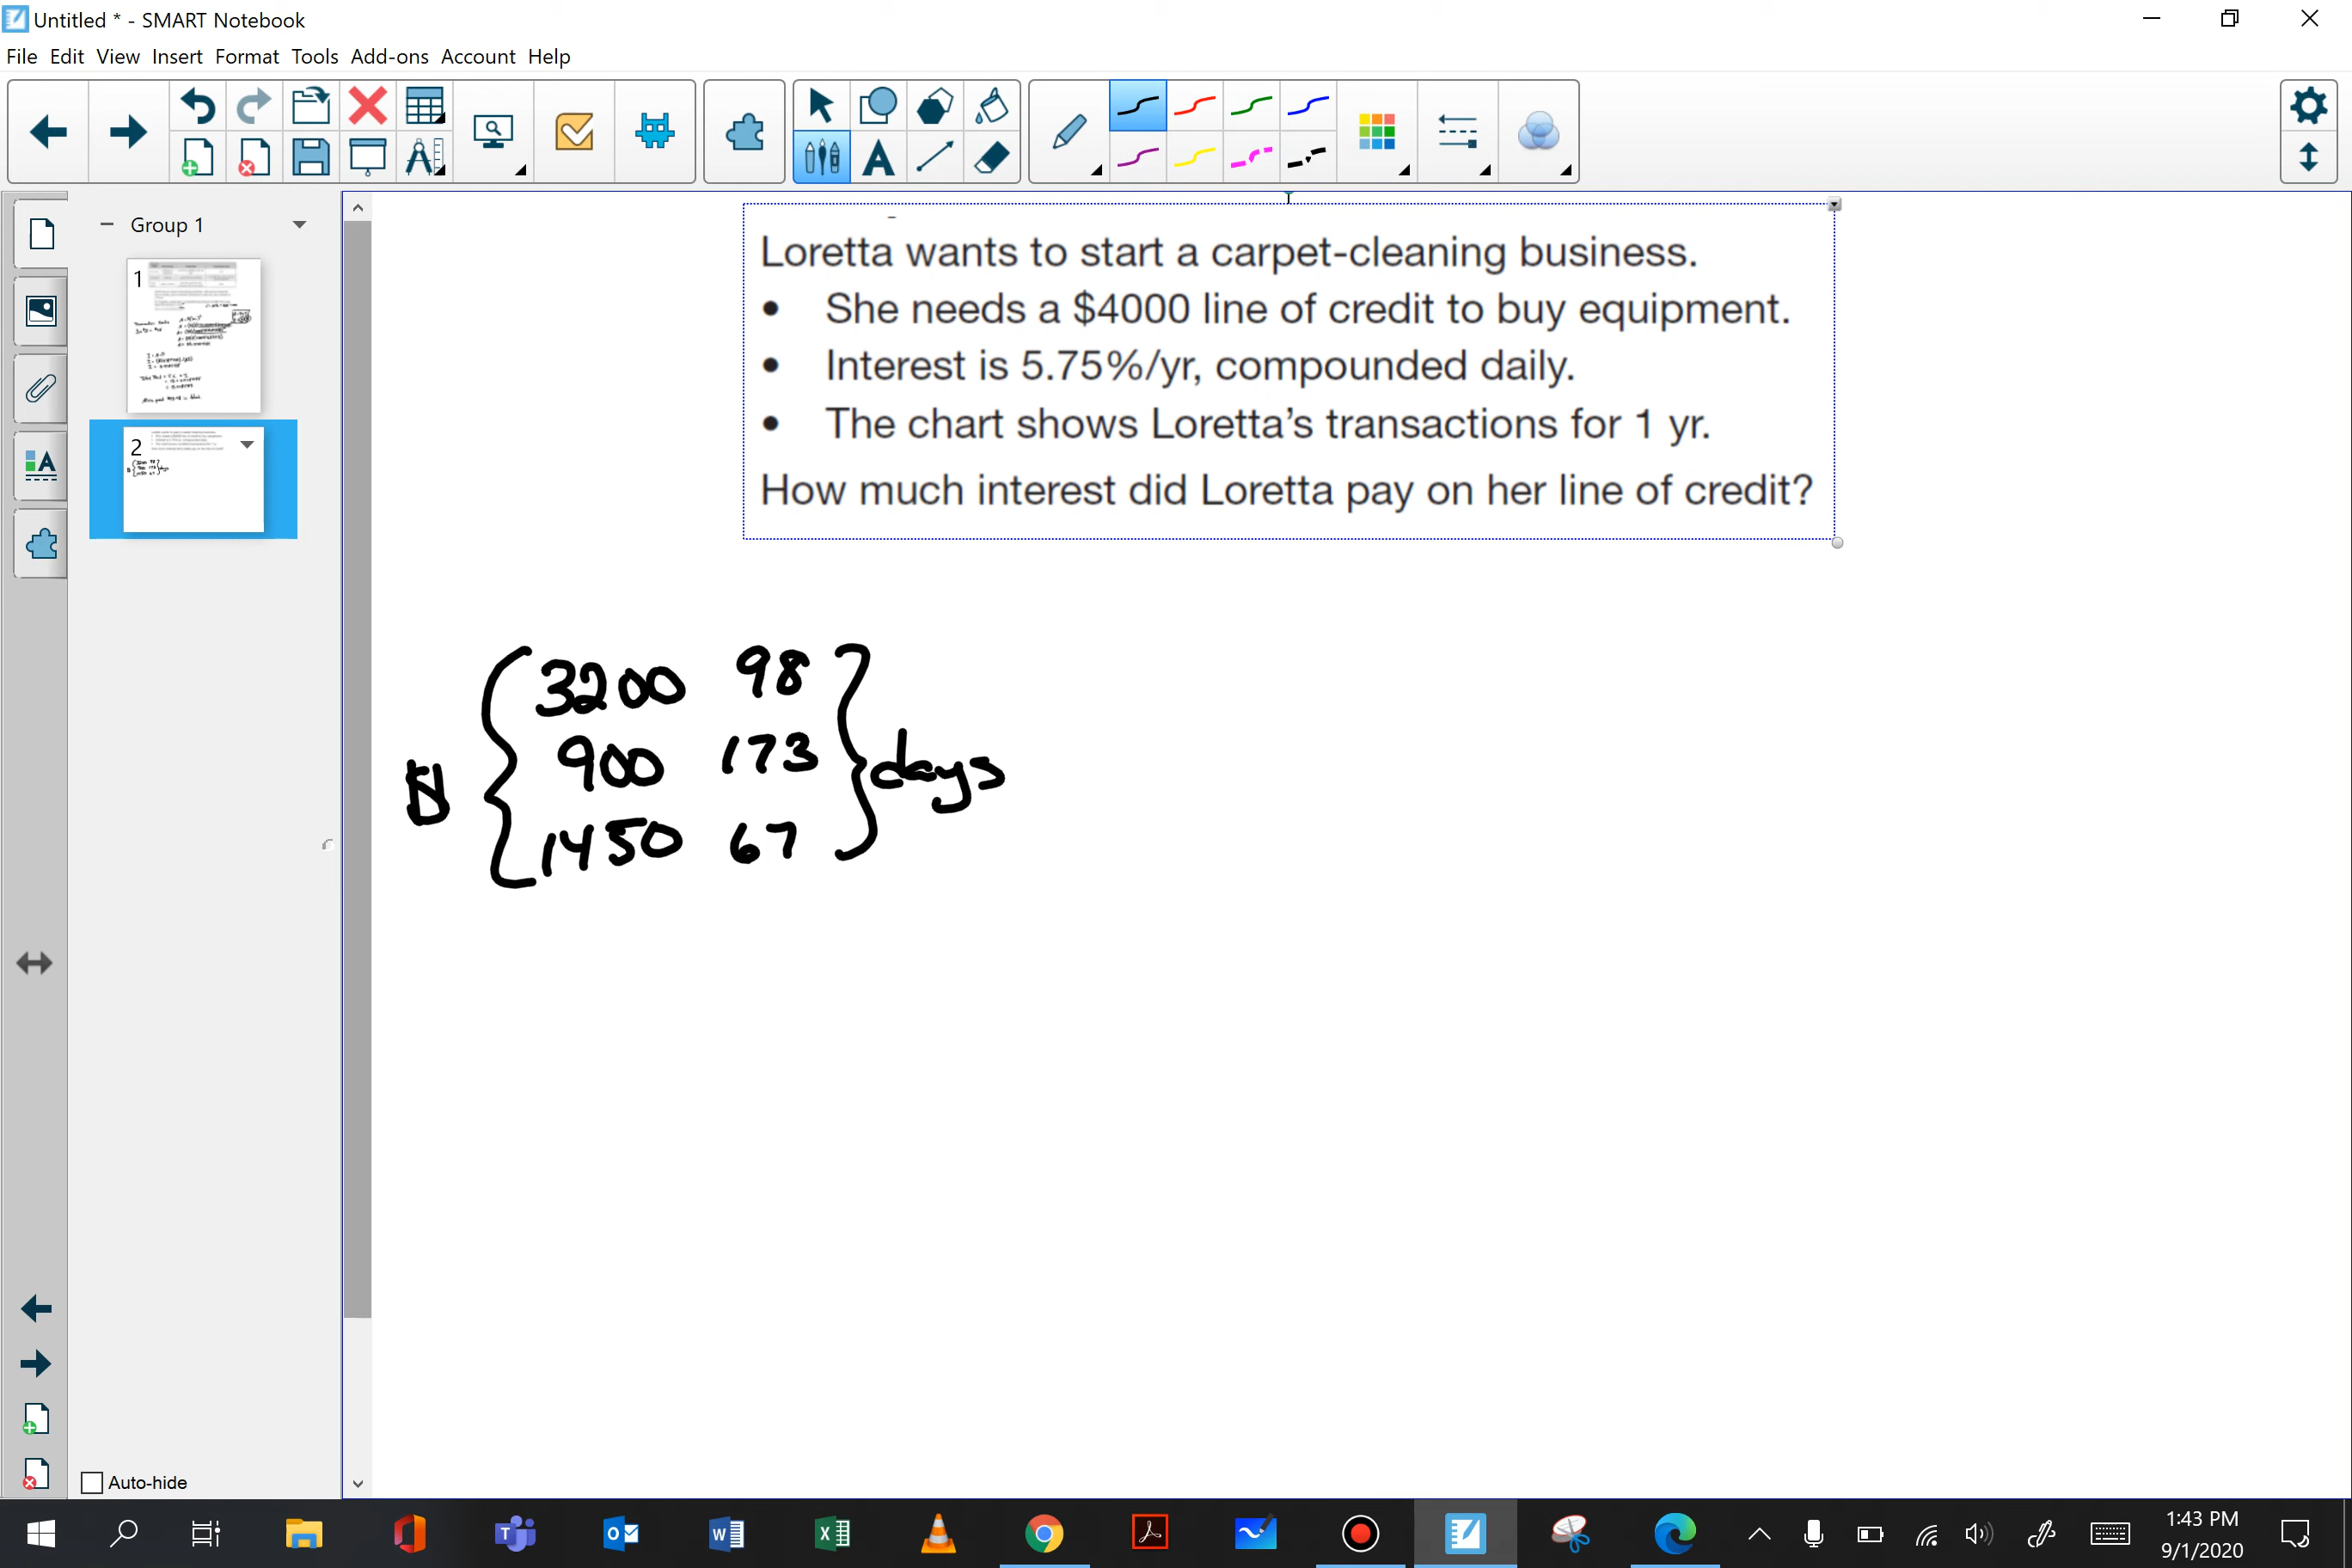 Untitled * - SMART Notebook
File Edit View Insert Format Tools Add-ons Account Help
Group 1
1
2
Loretta wants to start a carpet-cleaning business.
• She needs a $4000 line of credit to buy equipment.
• Interest is 5.75%/yr, compounded daily.
• The chart shows Loretta's transactions for 1 yr.
How much interest did Loretta pay on her line of credit?
3200 98
900 173
days
1450 67
Auto-hide
1:43 PM
9/1/2020